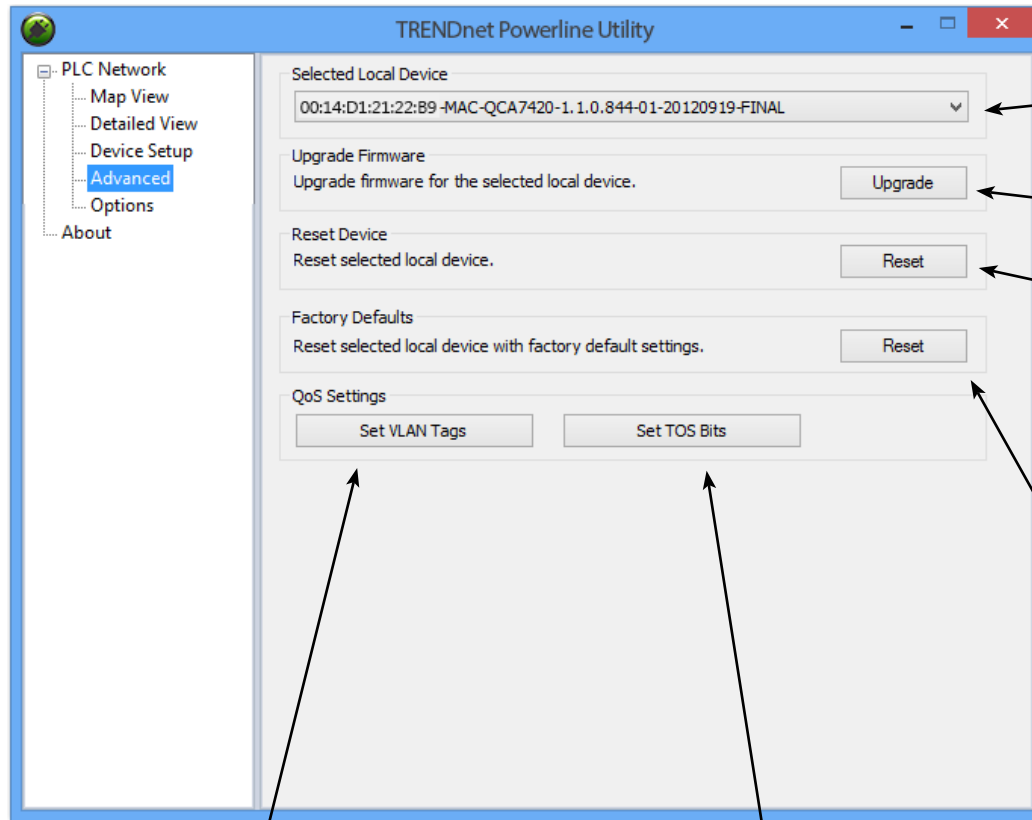 TRENDnet Powerline Utility
PLC Network
Map View
Detailed View
Device Setup
Advanced
Options
About
Selected Local Device
00:14:D1:21:22:B9 -MAC-QCA7420-1.1.0.844-01-20120919-FINAL
Upgrade Firmware
Upgrade firmware for the selected local device.
Upgrade
Reset Device
Reset selected local device.
Reset
Factory Defaults
Reset selected local device with factory default settings.
Reset
QoS Settings
Set VLAN Tags
Set TOS Bits